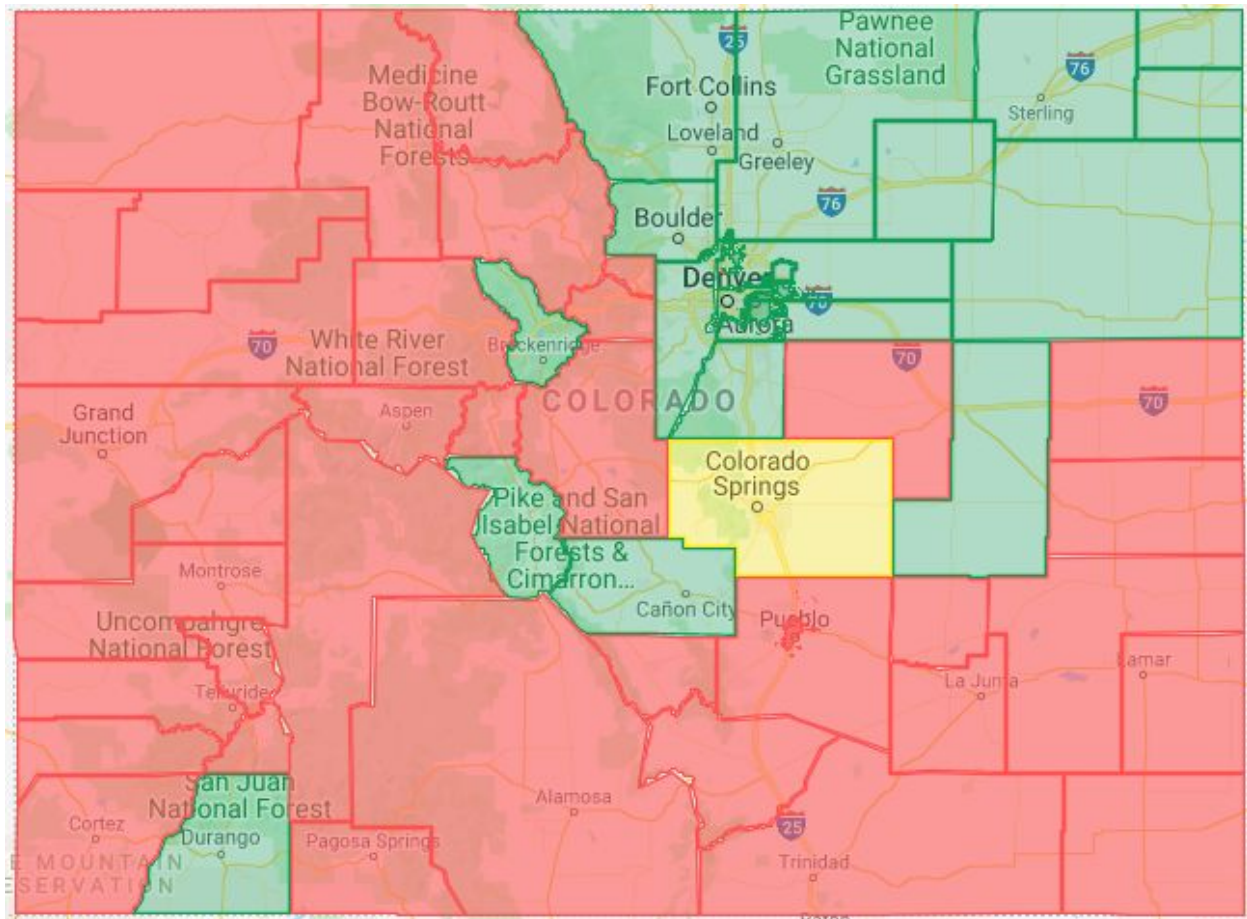 Pawnee
National
Grassland
25
76
Fort Collins
Sterling
Medicine
Bow-Routt
National
Forests
Loveland
Greeley
76
Boulder
Denver
70
Aurora
70
White River
National Forest
Breckenridge
70
70
COLORADO
Aspen
Grand
Junction
Colorado
Springs
Pike and San
Isabel National
Forests &
Cimarron...
Montrose
Cañon City
Uncompahgre
National Forest
Pueblo
Lamar
La Junta
Telluride
San Juan
National Forest
Alamosa
Cortez
Durango
Pagosa Springs
25
E MOUNTAIN
ESERVATION
Trinidad